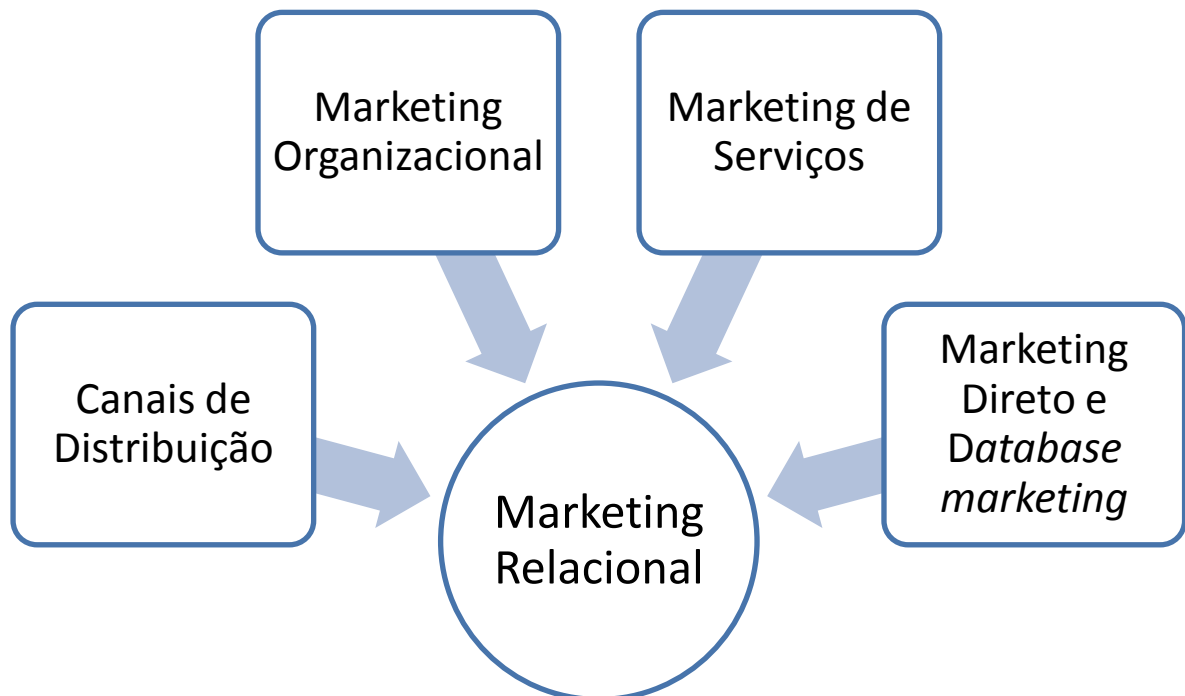 Marketing
Organizacional
Marketing de
Serviços
Canais de
Distribuição
Marketing
Direto e
Database
marketing
Marketing
Relacional